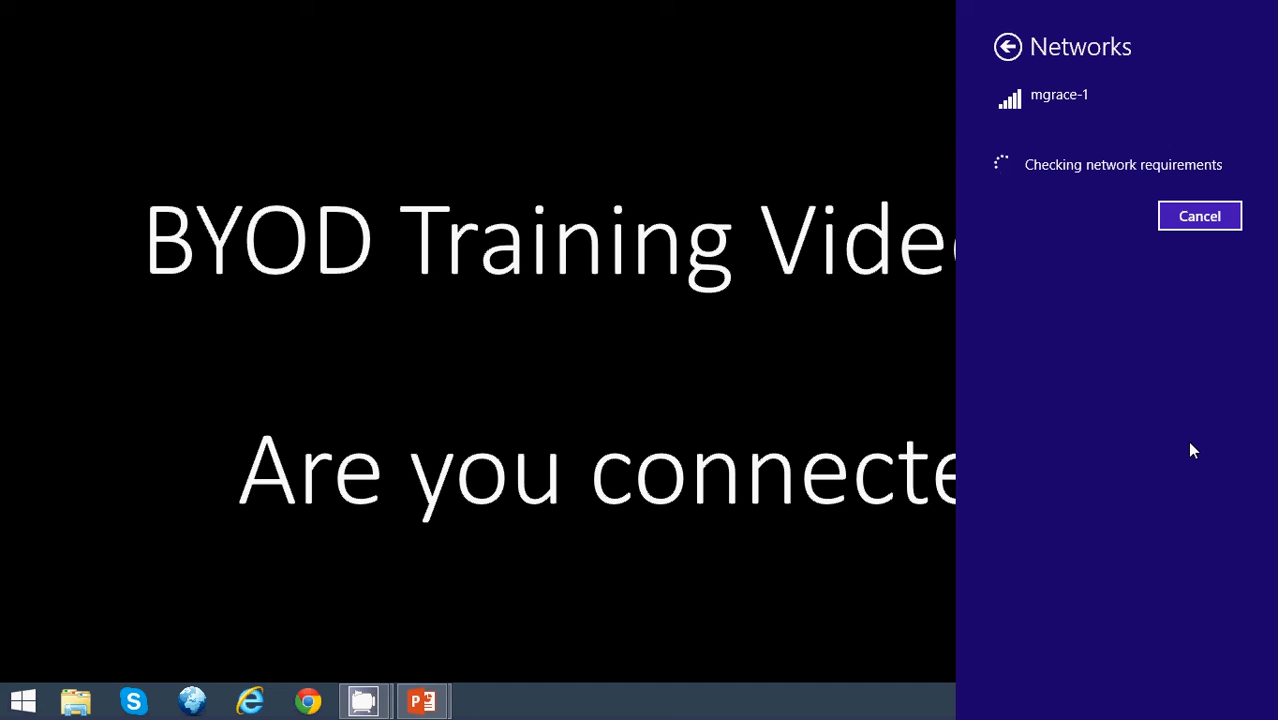 BYOD Training Vide
Are you connecte
Networks
mgrace-1
Checking network requirements
Cancel